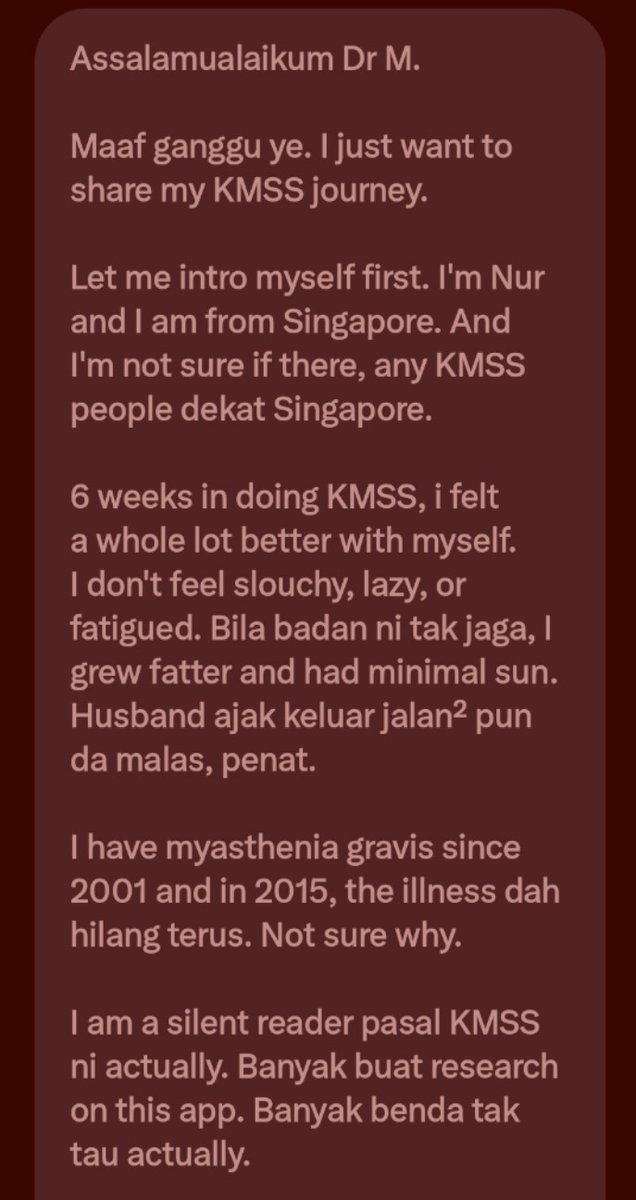 Assalamualaikum Dr M.
Maaf ganggu ye. I just want to
share my KMSS journey.
Let me intro myself first. I'm Nur
and I am from Singapore. And
I'm not sure if there, any KMSS
people dekat Singapore.
6 weeks in doing KMSS, i felt
a whole lot better with myself.
I don't feel slouchy, lazy, or
fatigued. Bila badan ni tak jaga, I
grew fatter and had minimal sun.
Husband ajak keluar jalan² pun
da malas, penat.
I have myasthenia gravis since
2001 and in 2015, the illness dah
hilang terus. Not sure why.
I am a silent reader pasal KMSS
ni actually. Banyak buat research
on this app. Banyak benda tak
tau actually.